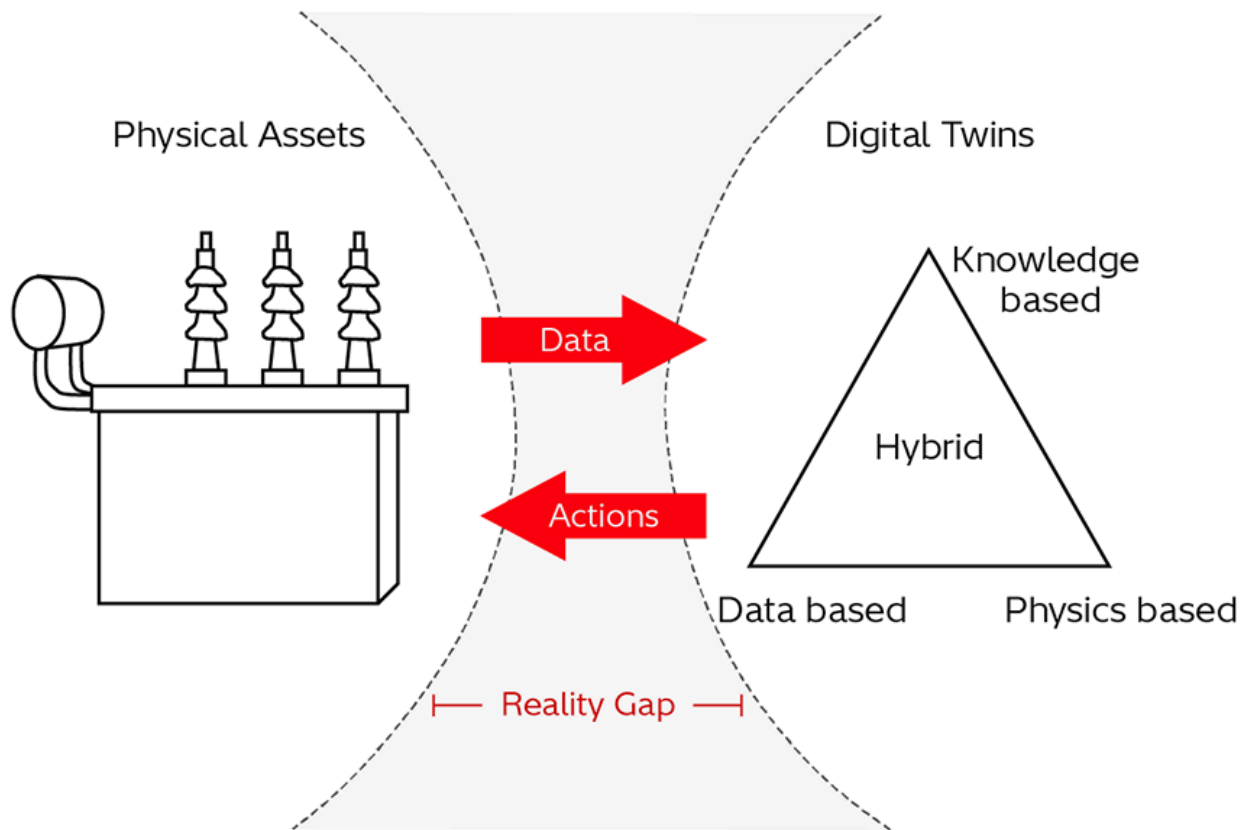 Physical Assets
Digital Twins
Knowledge
based
Data
Hybrid
Actions
Data based
Physics based
Reality Gap